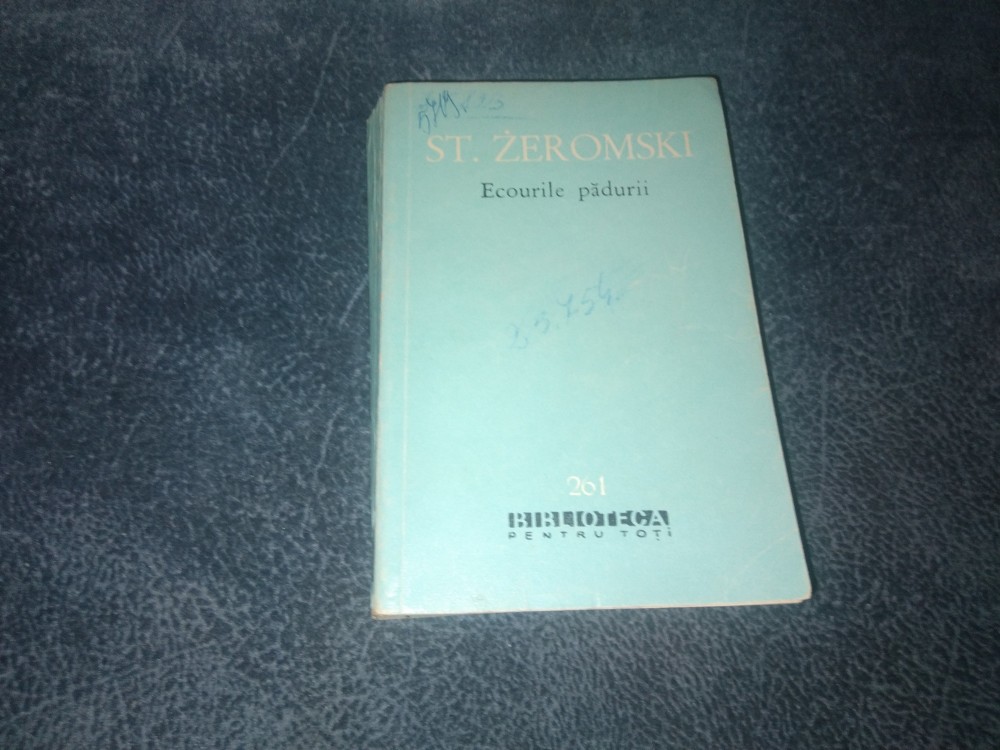 ST. ŻEROMSKI
Ecourile pădurii
261
BIBLIOTECA
PENTRU TOȚI